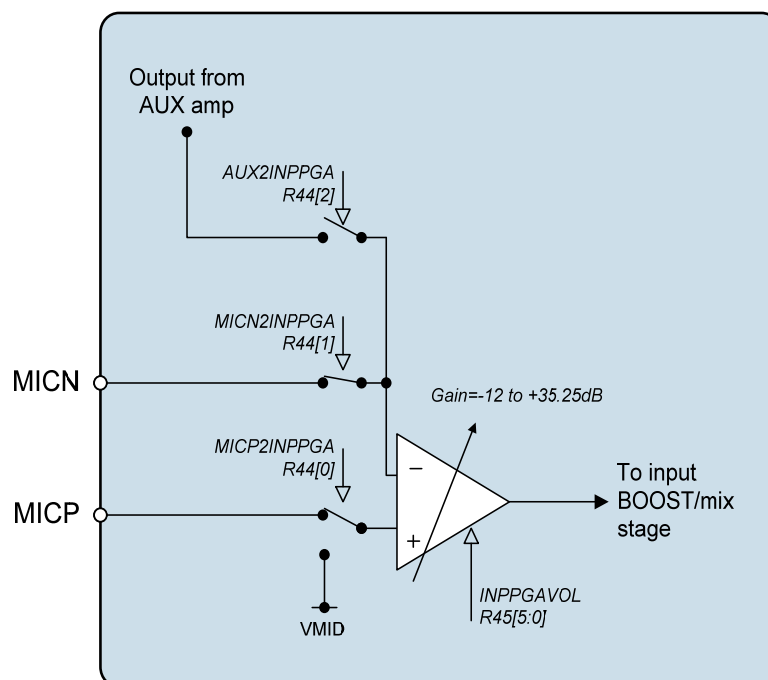 Output from
AUX amp
AUX2INPPGA
R44[2]
MICN2INPPGA
R44[1]
MICN
Gain=-12 to +35.25dB
MICP2INPPGA
R44[0]
MICP
−
+
To input
BOOST/mix
stage
INPPGAVOL
R45[5:0]
VMID